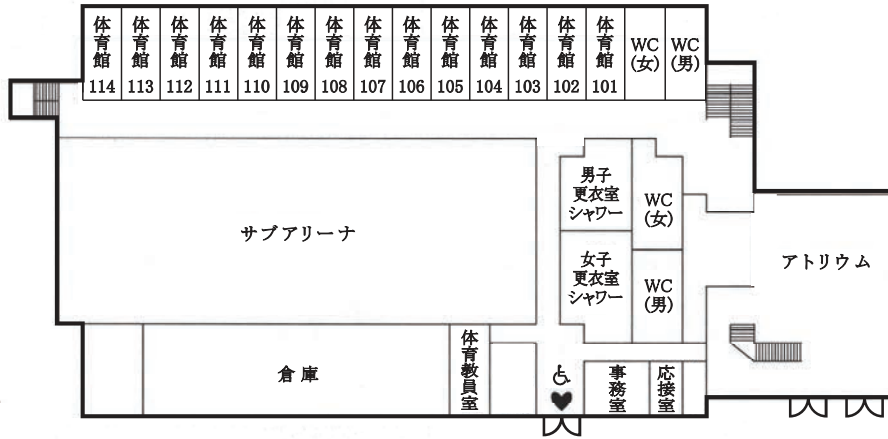 体育館114
体育館113
体育館112
体育館111
体育館110
体育館109
体育館108
体育館107
体育館106
体育館105
体育館104
体育館103
体育館102
体育館101
WC
(女)
WC
(男)
男子
更衣室
シャワー
WC
(女)
サブアリーナ
アトリウム
女子
更衣室
シャワー
WC
(男)
倉庫
体育教員室
事務室
応接室